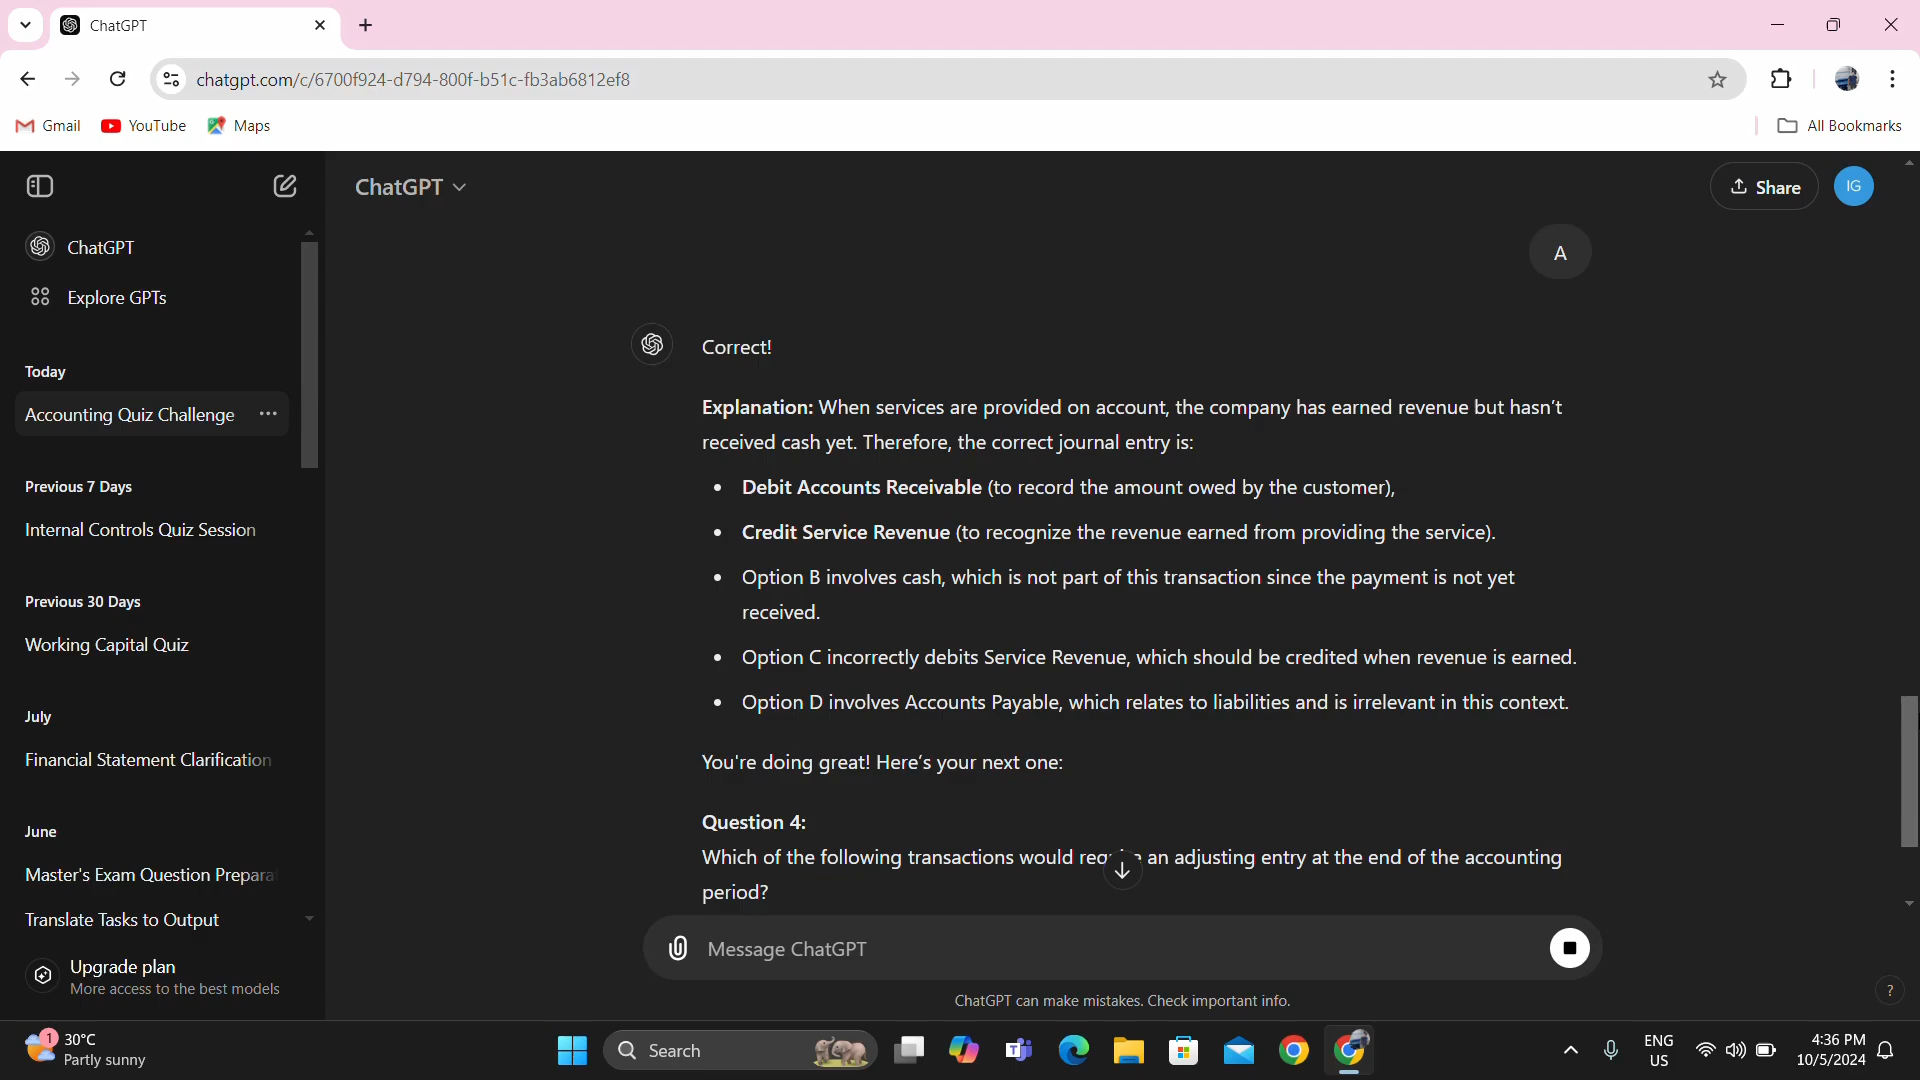 ChatGPT
chatgpt.com/c/6700f924-d794-800f-b51c-fb3ab6812ef8
Gmail
YouTube
Maps
All Bookmarks
ChatGPT
Share
IG
ChatGPT
Explore GPTs
Today
Accounting Quiz Challenge
Previous 7 Days
Internal Controls Quiz Session
Previous 30 Days
Working Capital Quiz
July
Financial Statement Clarification
June
Master's Exam Question Prepara
Translate Tasks to Output
Upgrade plan
More access to the best models
A
Correct!
Explanation: When services are provided on account, the company has earned revenue but hasn't
received cash yet. Therefore, the correct journal entry is:
• Debit Accounts Receivable (to record the amount owed by the customer),
• Credit Service Revenue (to recognize the revenue earned from providing the service).
• Option B involves cash, which is not part of this transaction since the payment is not yet
received.
• Option C incorrectly debits Service Revenue, which should be credited when revenue is earned.
• Option D involves Accounts Payable, which relates to liabilities and is irrelevant in this context.
You're doing great! Here's your next one:
Question 4:
Which of the following transactions would an adjusting entry at the end of the accounting
period?
Message ChatGPT
ChatGPT can make mistakes. Check important info.
?
1
30°C
Partly sunny
Search
ENG
US
4:36 PM
10/5/2024